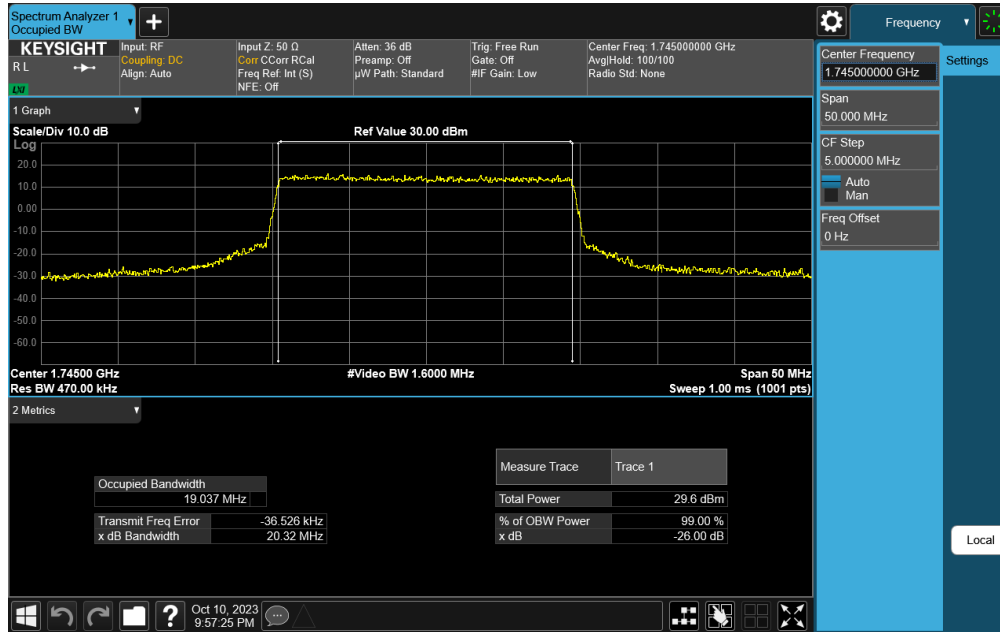 Spectrum Analyzer 1
Occupied BW
Frequency
KEYSIGHT
R L
LXI
Input: RF
Coupling: DC
Align: Auto
Input Z: 50 Ω
Corr CCorr RCal
Freq Ref: Int (S)
NFE: Off
Atten: 36 dB
Preamp: Off
µW Path: Standard
Trig: Free Run
Gate: Off
#IF Gain: Low
Center Freq: 1.745000000 GHz
Avg|Hold: 100/100
Radio Std: None
Center Frequency
1.745000000 GHz
Settings
Span
50.000 MHz
CF Step
5.000000 MHz
Auto
Man
Freq Offset
0 Hz
1 Graph
Scale/Div 10.0 dB
Ref Value 30.00 dBm
Log
20.0
10.0
0.00
-10.0
-20.0
-30.0
-40.0
-50.0
-60.0
Center 1.74500 GHz
#Video BW 1.6000 MHz
Span 50 MHz
Res BW 470.00 kHz
Sweep 1.00 ms (1001 pts)
2 Metrics
Measure Trace
Trace 1
Occupied Bandwidth
19.037 MHz
Total Power
29.6 dBm
Transmit Freq Error
-36.526 kHz
% of OBW Power
99.00 %
x dB Bandwidth
20.32 MHz
x dB
-26.00 dB
Local
?
Oct 10, 2023
9:57:25 PM